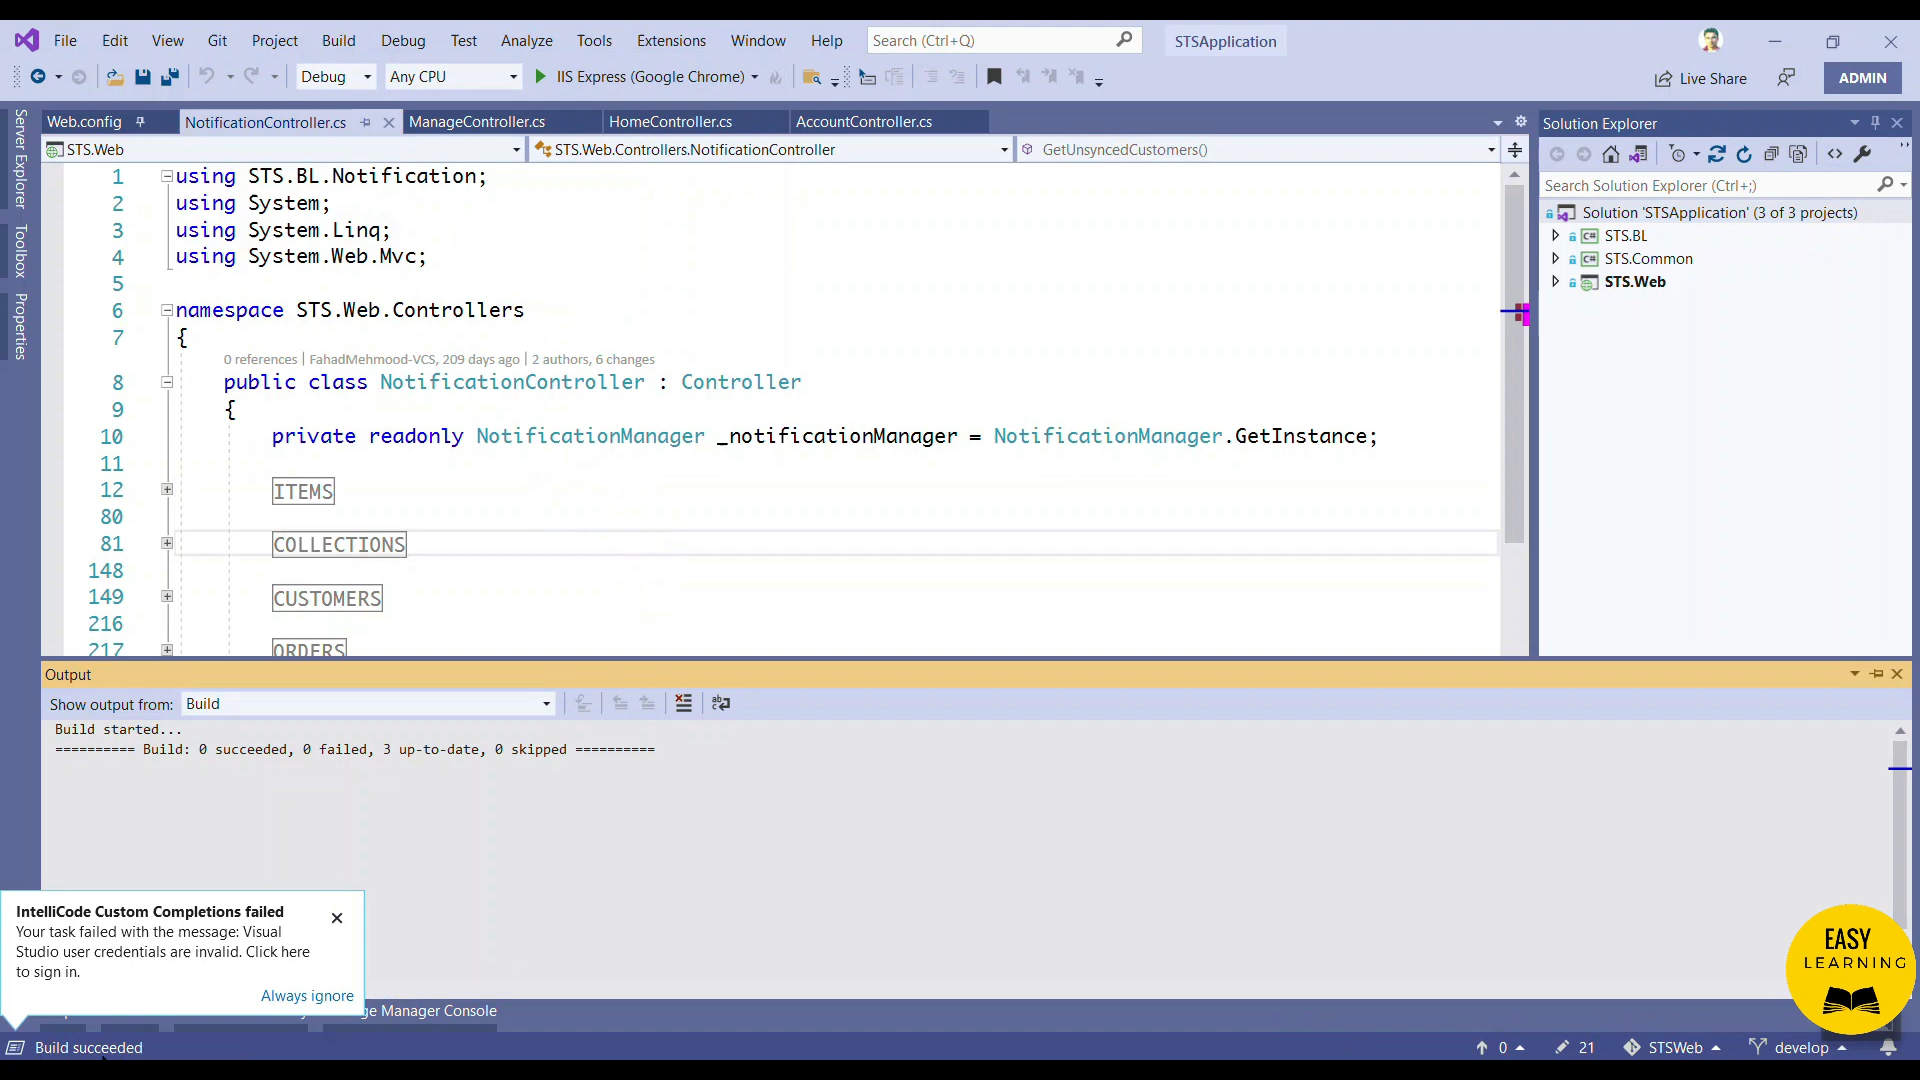 File Edit View Git Project Build Debug Test Analyze Tools Extensions Window Help Search (Ctrl+Q) STSApplication
Debug Any CPU IIS Express (Google Chrome) Live Share ADMIN
Server Explorer
Toolbox
Properties
Web.config NotificationController.cs ManageController.cs HomeController.cs AccountController.cs
STS.Web STS.Web.Controllers.NotificationController GetUnsyncedCustomers()
1 using STS.BL.Notification;
2 using System;
3 using System.Linq;
4 using System.Web.Mvc;
5
6 namespace STS.Web.Controllers
7 {
0 references | FahadMehmood-VCS, 209 days ago | 2 authors, 6 changes
8 public class NotificationController : Controller
9 {
10 private readonly NotificationManager _notificationManager = NotificationManager.GetInstance;
11
12 ITEMS
80
81 COLLECTIONS
148
149 CUSTOMERS
216
217 ORDERS
Solution Explorer
Search Solution Explorer (Ctrl+;)
Solution 'STSApplication' (3 of 3 projects)
STS.BL
STS.Common
STS.Web
Output
Show output from: Build
Build started...
========== Build: 0 succeeded, 0 failed, 3 up-to-date, 0 skipped ==========
IntelliCode Custom Completions failed
Your task failed with the message: Visual
Studio user credentials are invalid. Click here
to sign in.
Always ignore
Manager Console
EASY
LEARNING
Build succeeded 0 21 STSWeb develop